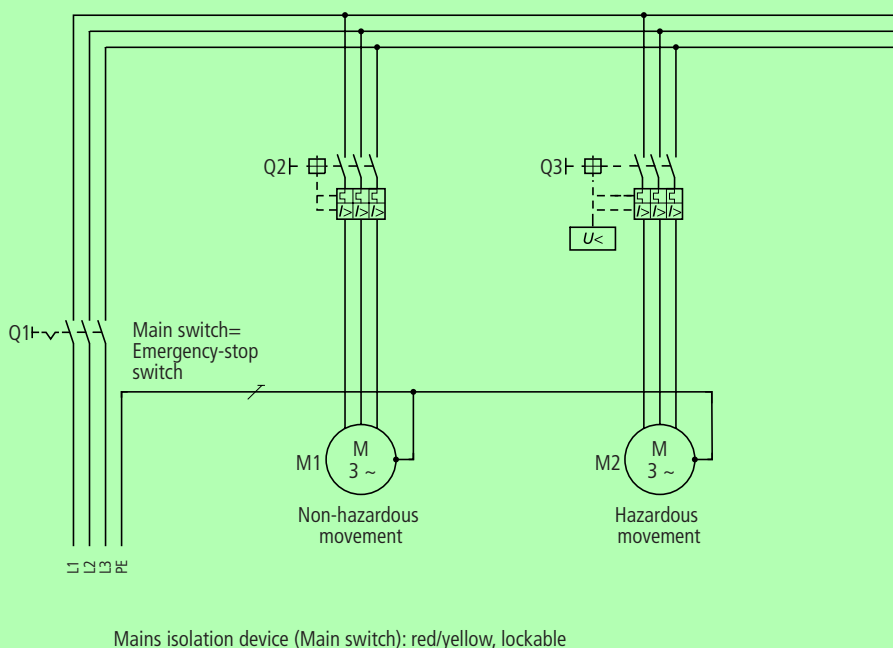 Q2
I> I> I>
Q3
I> I> I>
U<
Q1
Main switch=
Emergency-stop
switch
M1
M
3 ~
M2
M
3 ~
Non-hazardous
movement
Hazardous
movement
L1
L2
L3
PE
Mains isolation device (Main switch): red/yellow, lockable